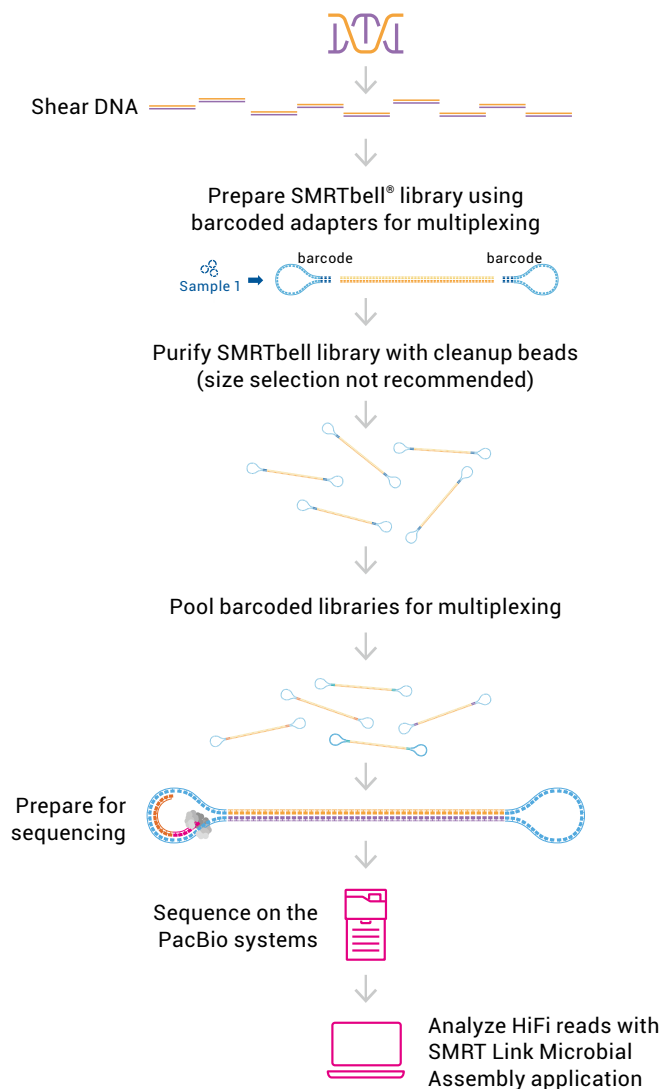 Shear DNA
Prepare SMRTbell® library using
barcoded adapters for multiplexing
barcode
barcode
Sample 1
Purify SMRTbell library with cleanup beads
(size selection not recommended)
Pool barcoded libraries for multiplexing
Prepare for
sequencing
Sequence on the
PacBio systems
Analyze HiFi reads with
SMRT Link Microbial
Assembly application